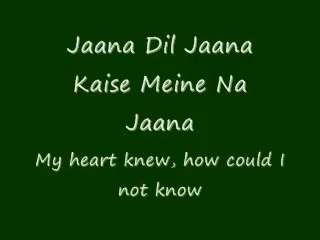 Jaana Dil Jaana
Kaise Meine Na
Jaana
My heart knew, how could I
not know